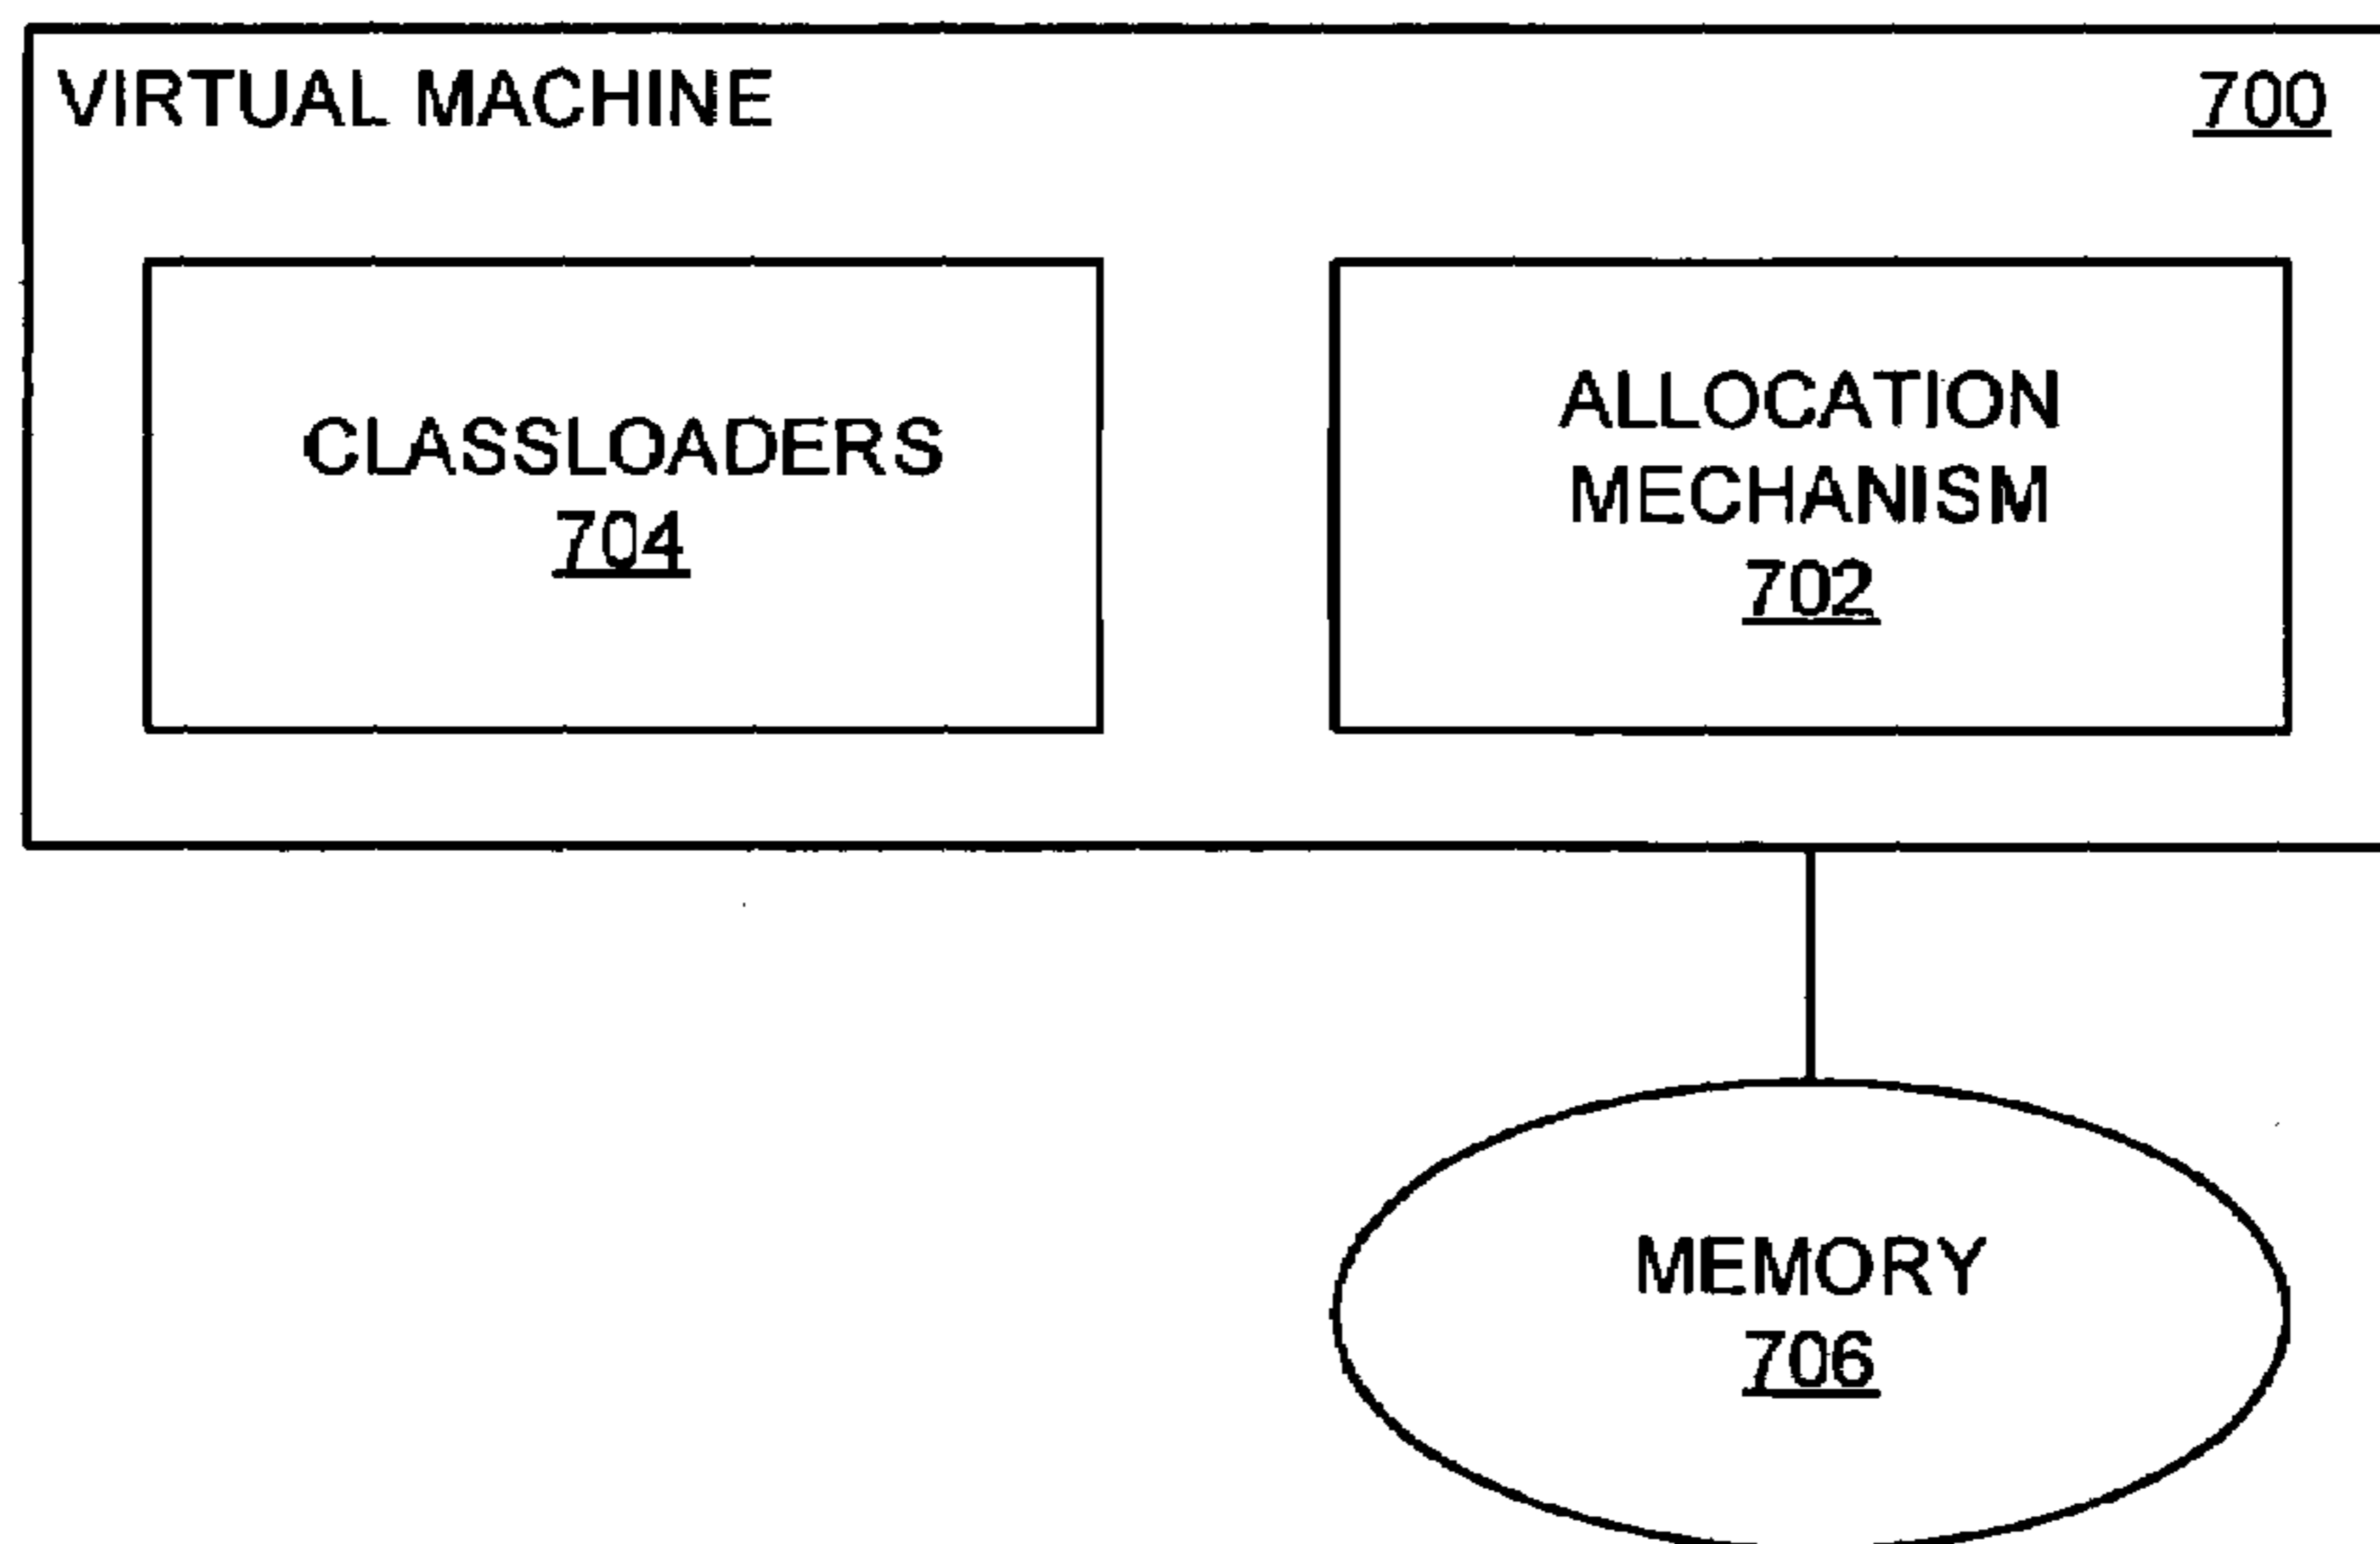 VIRTUAL MACHINE
700
CLASSLOADERS
704
ALLOCATION
MECHANISM
702
MEMORY
706